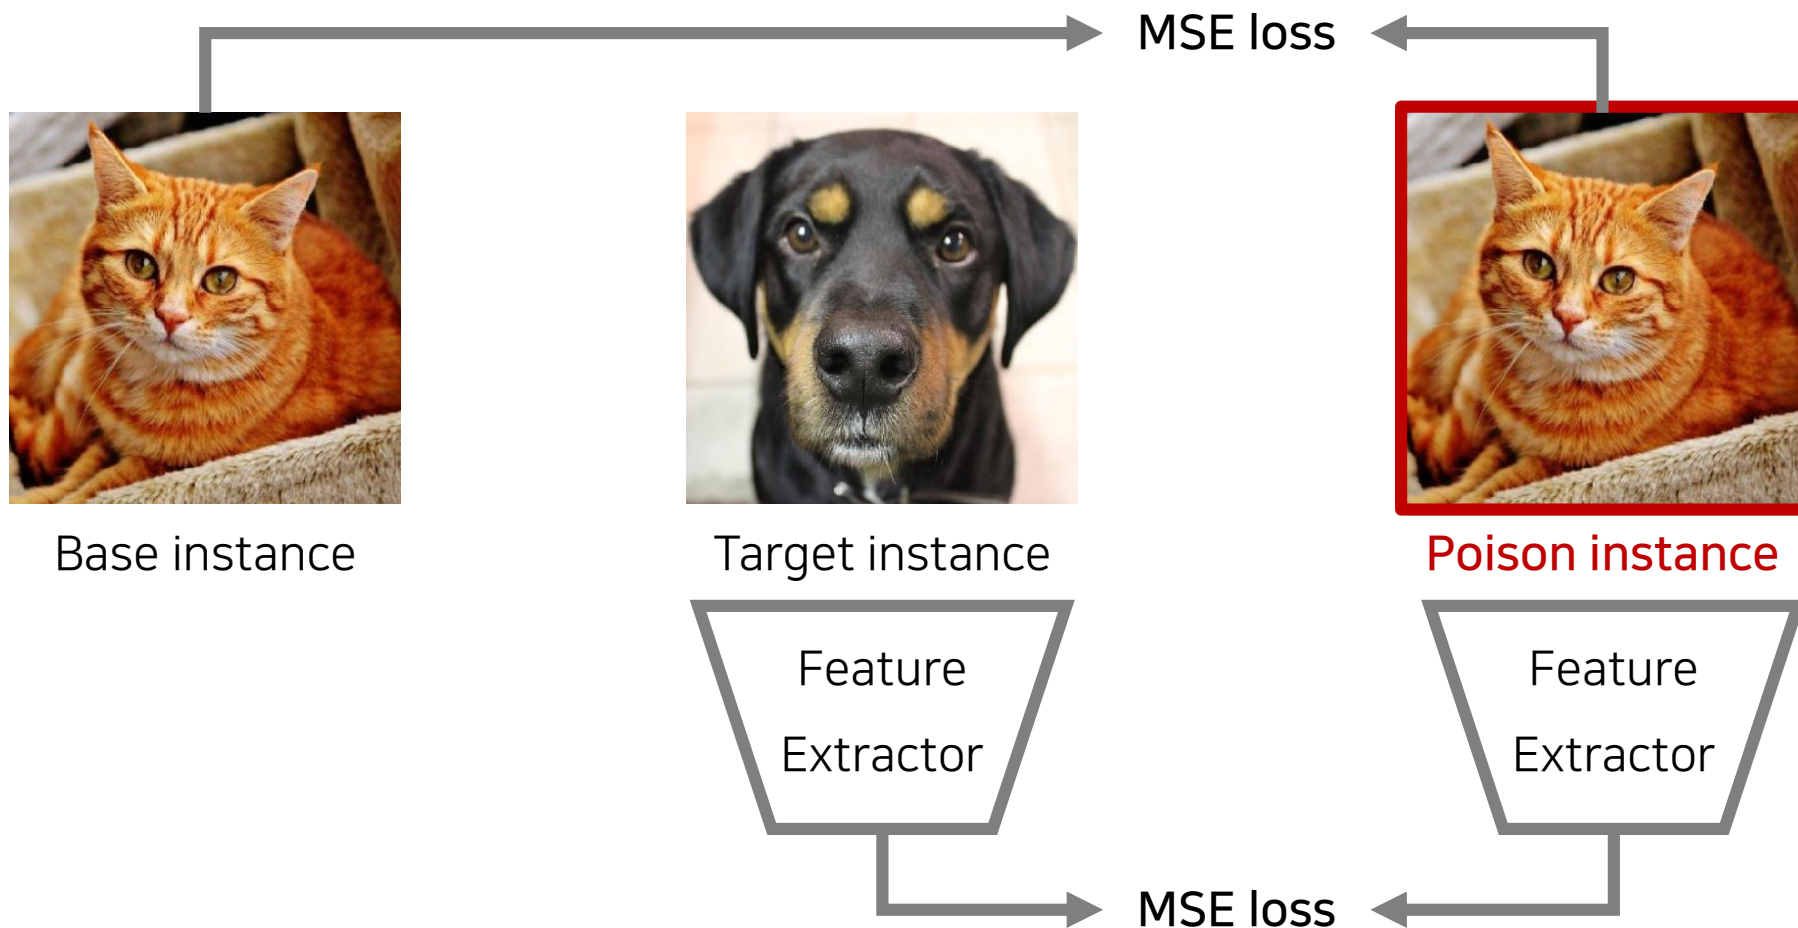 MSE loss
Base instance
Target instance
Poison instance
Feature
Extractor
Feature
Extractor
MSE loss